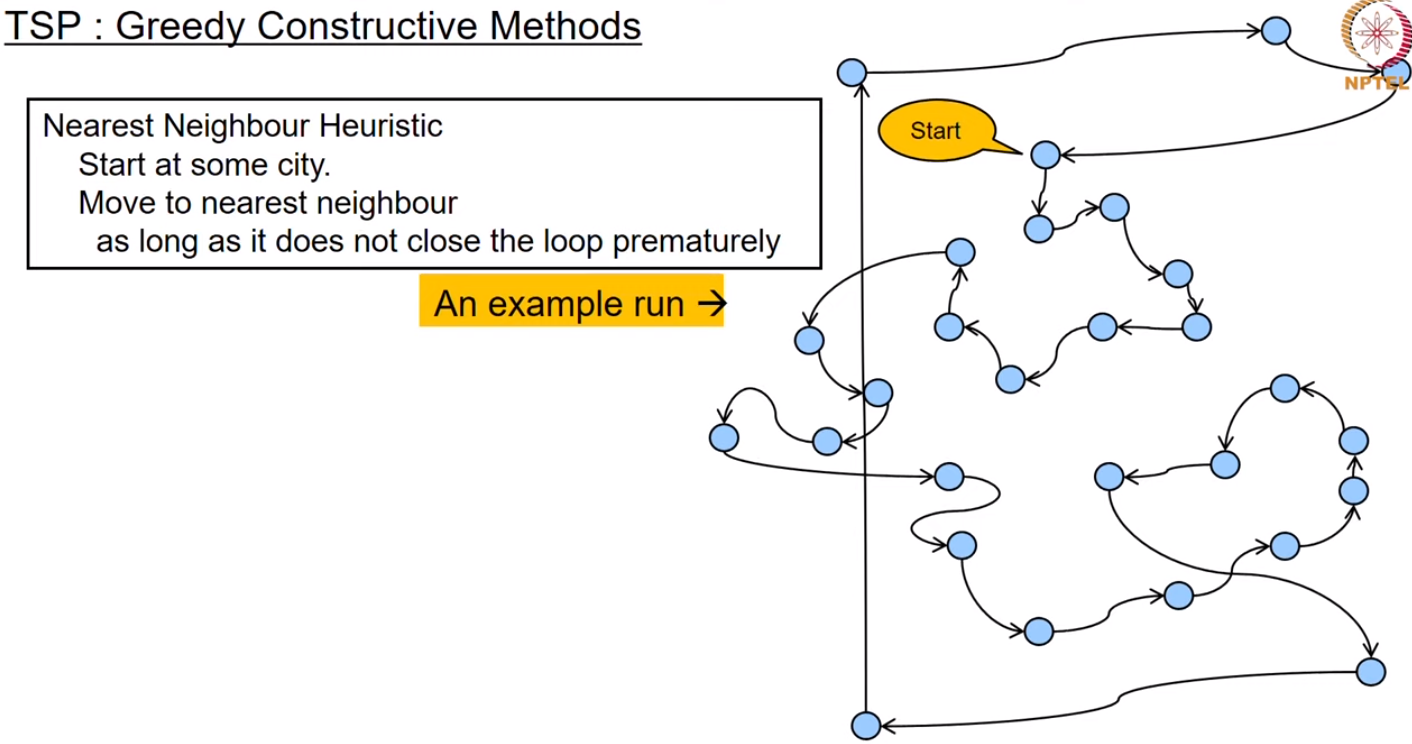 TSP : Greedy Constructive Methods
NPTEL
Start
Nearest Neighbour Heuristic
Start at some city.
Move to nearest neighbour
as long as it does not close the loop prematurely
An example run →